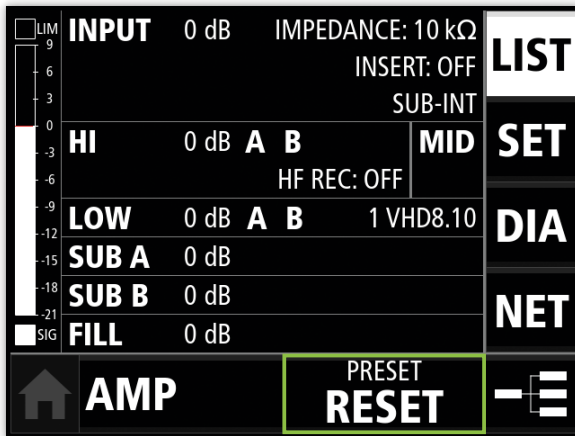 LIM
9
6
3
0
-3
-6
-9
-12
-15
-18
-21
SIG
INPUT 0 dB IMPEDANCE: 10 kΩ
INSERT: OFF
SUB-INT
HI 0 dB A B MID
HF REC: OFF
LOW 0 dB A B 1 VHD8.10
SUB A 0 dB
SUB B 0 dB
FILL 0 dB
LIST
SET
DIA
NET
AMP
PRESET
RESET